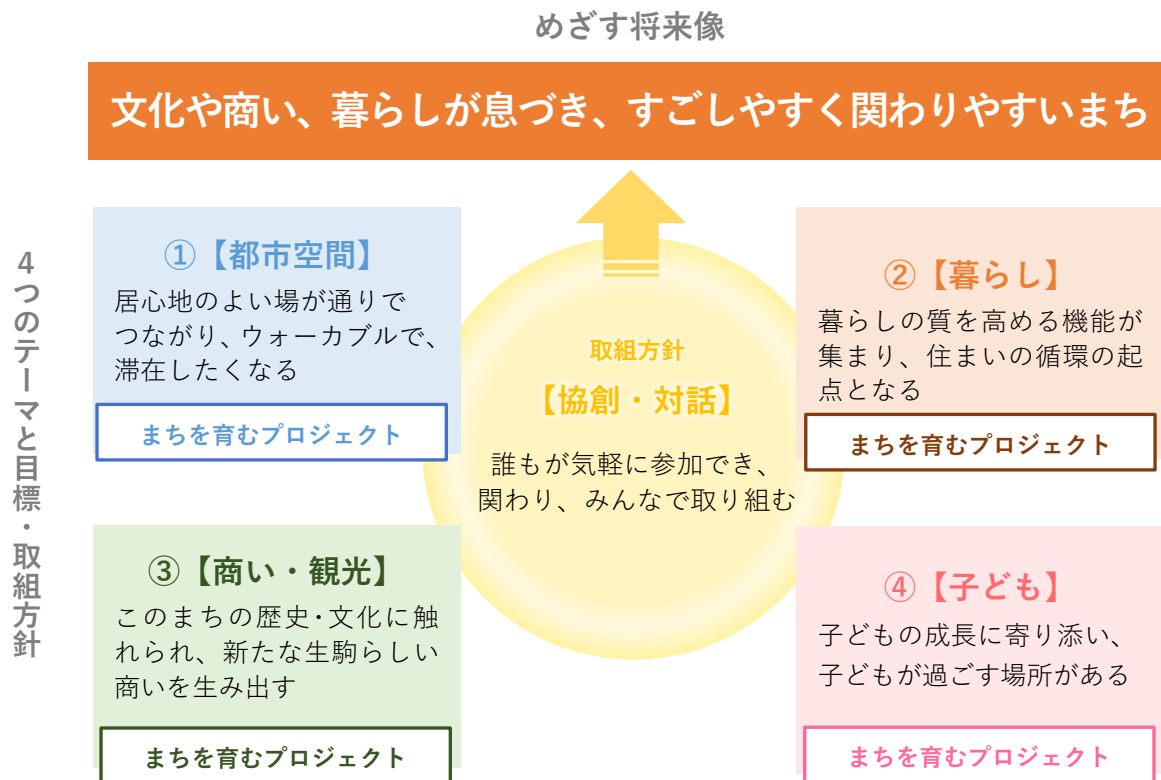 めざす将来像
文化や商い、暮らしが息づき、すごしやすく関わりやすいまち
4つのテーマと目標・取組方針
①【都市空間】
居心地のよい場が通りで
つながり、ウォーカブルで、
滞在したくなる
まちを育むプロジェクト
取組方針
【協創・対話】
誰もが気軽に参加でき、
関わり、みんなで取り組む
②【暮らし】
暮らしの質を高める機能が
集まり、住まいの循環の起
点となる
まちを育むプロジェクト
③【商い・観光】
このまちの歴史・文化に触
れられ、新たな生駒らしい
商いを生み出す
まちを育むプロジェクト
④【子ども】
子どもの成長に寄り添い、
子どもが過ごす場所がある
まちを育むプロジェクト